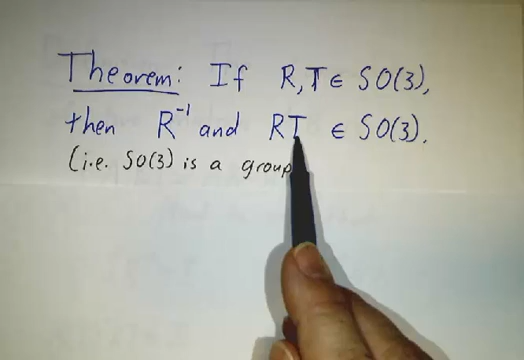 Theorem: If R, T ∈ SO(3),
then R⁻¹ and RT ∈ SO(3).
(i.e. SO(3) is a group